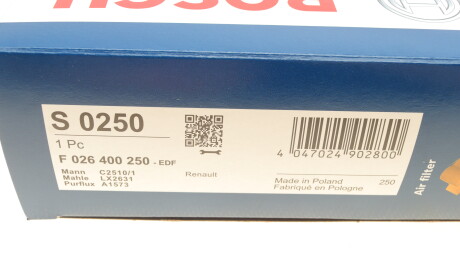 BOSCH
S 0250
1 Pc
F 026 400 250 - EDF
Mann C2510/1
Mahle LX2631
Purflux A1573
Renault
4 047024 902800
Made in Poland 250
Fabriqué en Pologne
Air filter